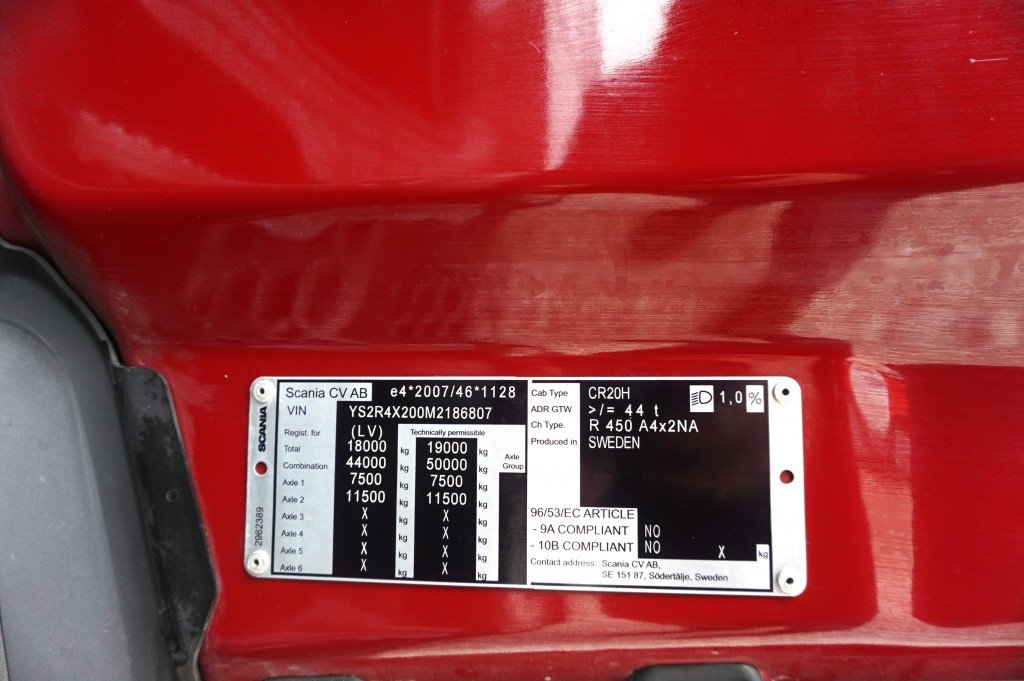 Scania CV AB e4*2007/46*1128
VIN YS2R4X200M2186807
Regist. for (LV) Technically permissible
Total 18000 kg 19000 kg
Combination 44000 kg 50000 kg Axle Group
Axle 1 7500 kg 7500 kg
Axle 2 11500 kg 11500 kg
Axle 3 X kg X kg
Axle 4 X kg X kg
Axle 5 X kg X kg
Axle 6 X kg X kg
SCANIA
2962389
Cab Type CR20H 1,0 %
ADR GTW >/= 44 t
Ch Type. R 450 A4x2NA
Produced in SWEDEN
96/53/EC ARTICLE
- 9A COMPLIANT NO
- 10B COMPLIANT NO X kg
Contact address: Scania CV AB,
SE 151 87, Södertälje, Sweden